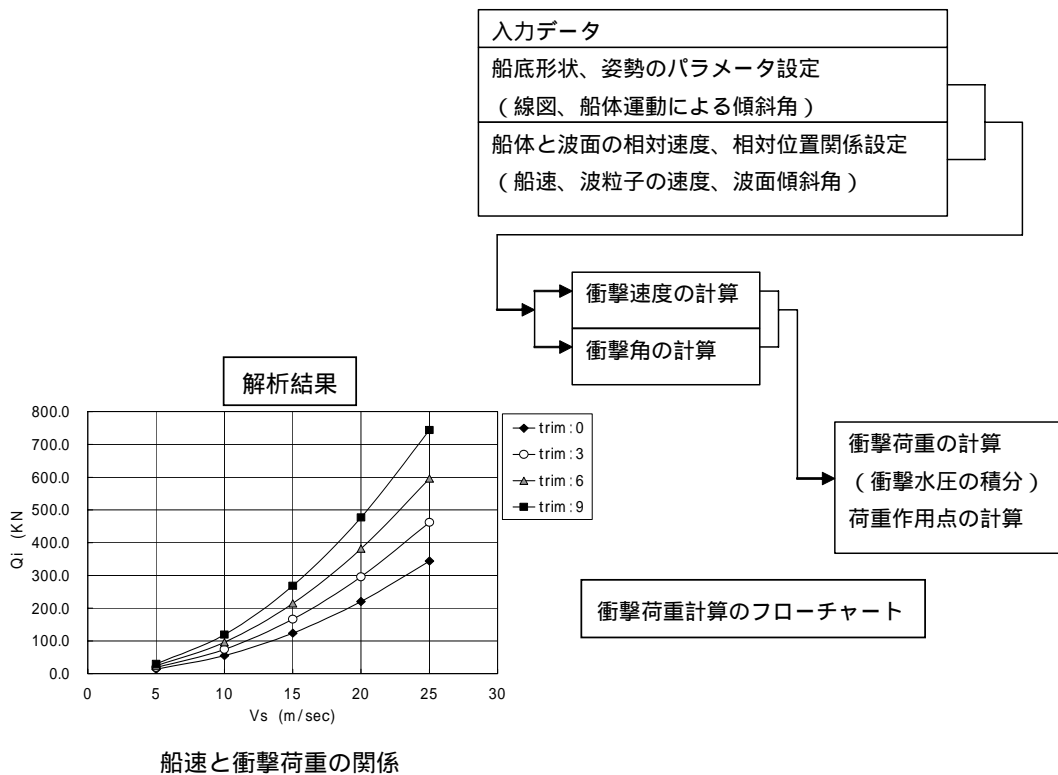 入力データ
船底形状、姿勢のパラメータ設定
(線図、船体運動による傾斜角)
船体と波面の相対速度、相対位置関係設定
(船速、波粒子の速度、波面傾斜角)
衝撃速度の計算
衝撃角の計算
衝撃荷重の計算
(衝撃水圧の積分)
荷重作用点の計算
衝撃荷重計算のフローチャート
解析結果
800.0
700.0
600.0
500.0
400.0
300.0
200.0
100.0
0.0
Qi (KN
0 5 10 15 20 25 30
Vs (m/sec)
trim:0
trim:3
trim:6
trim:9
船速と衝撃荷重の関係